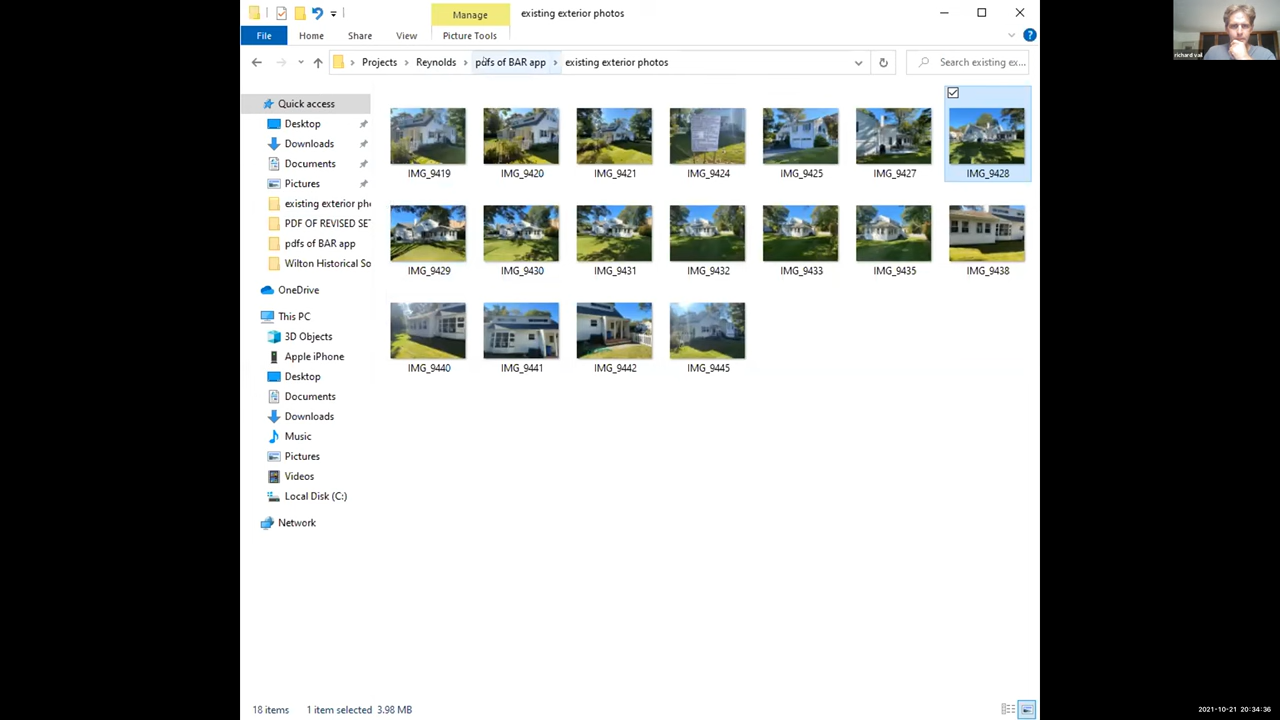 Manage
existing exterior photos
File
Home
Share
View
Picture Tools
Projects
Reynolds
pdfs of BAR app
existing exterior photos
Search existing ex...
Quick access
Desktop
Downloads
Documents
Pictures
existing exterior pho
PDF OF REVISED SET
pdfs of BAR app
Wilton Historical So
OneDrive
This PC
3D Objects
Apple iPhone
Desktop
Documents
Downloads
Music
Pictures
Videos
Local Disk (C:)
Network
IMG_9419 IMG_9420 IMG_9421 IMG_9424 IMG_9425 IMG_9427 IMG_9428
IMG_9429 IMG_9430 IMG_9431 IMG_9432 IMG_9433 IMG_9435 IMG_9438
IMG_9440 IMG_9441 IMG_9442 IMG_9445
18 items 1 item selected 3.98 MB
richard vail
2021-10-21 20:34:36